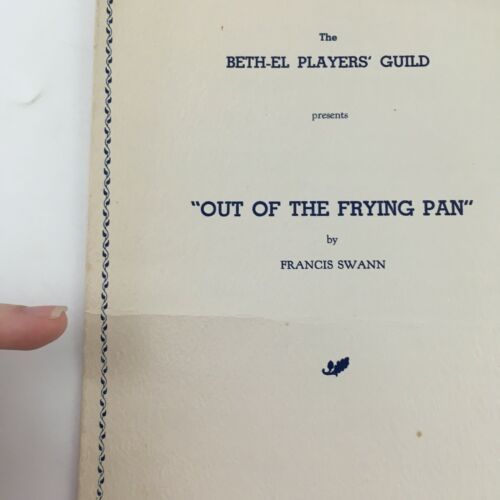 The
BETH-EL PLAYERS' GUILD
presents
"OUT OF THE FRYING PAN"
by
FRANCIS SWANN